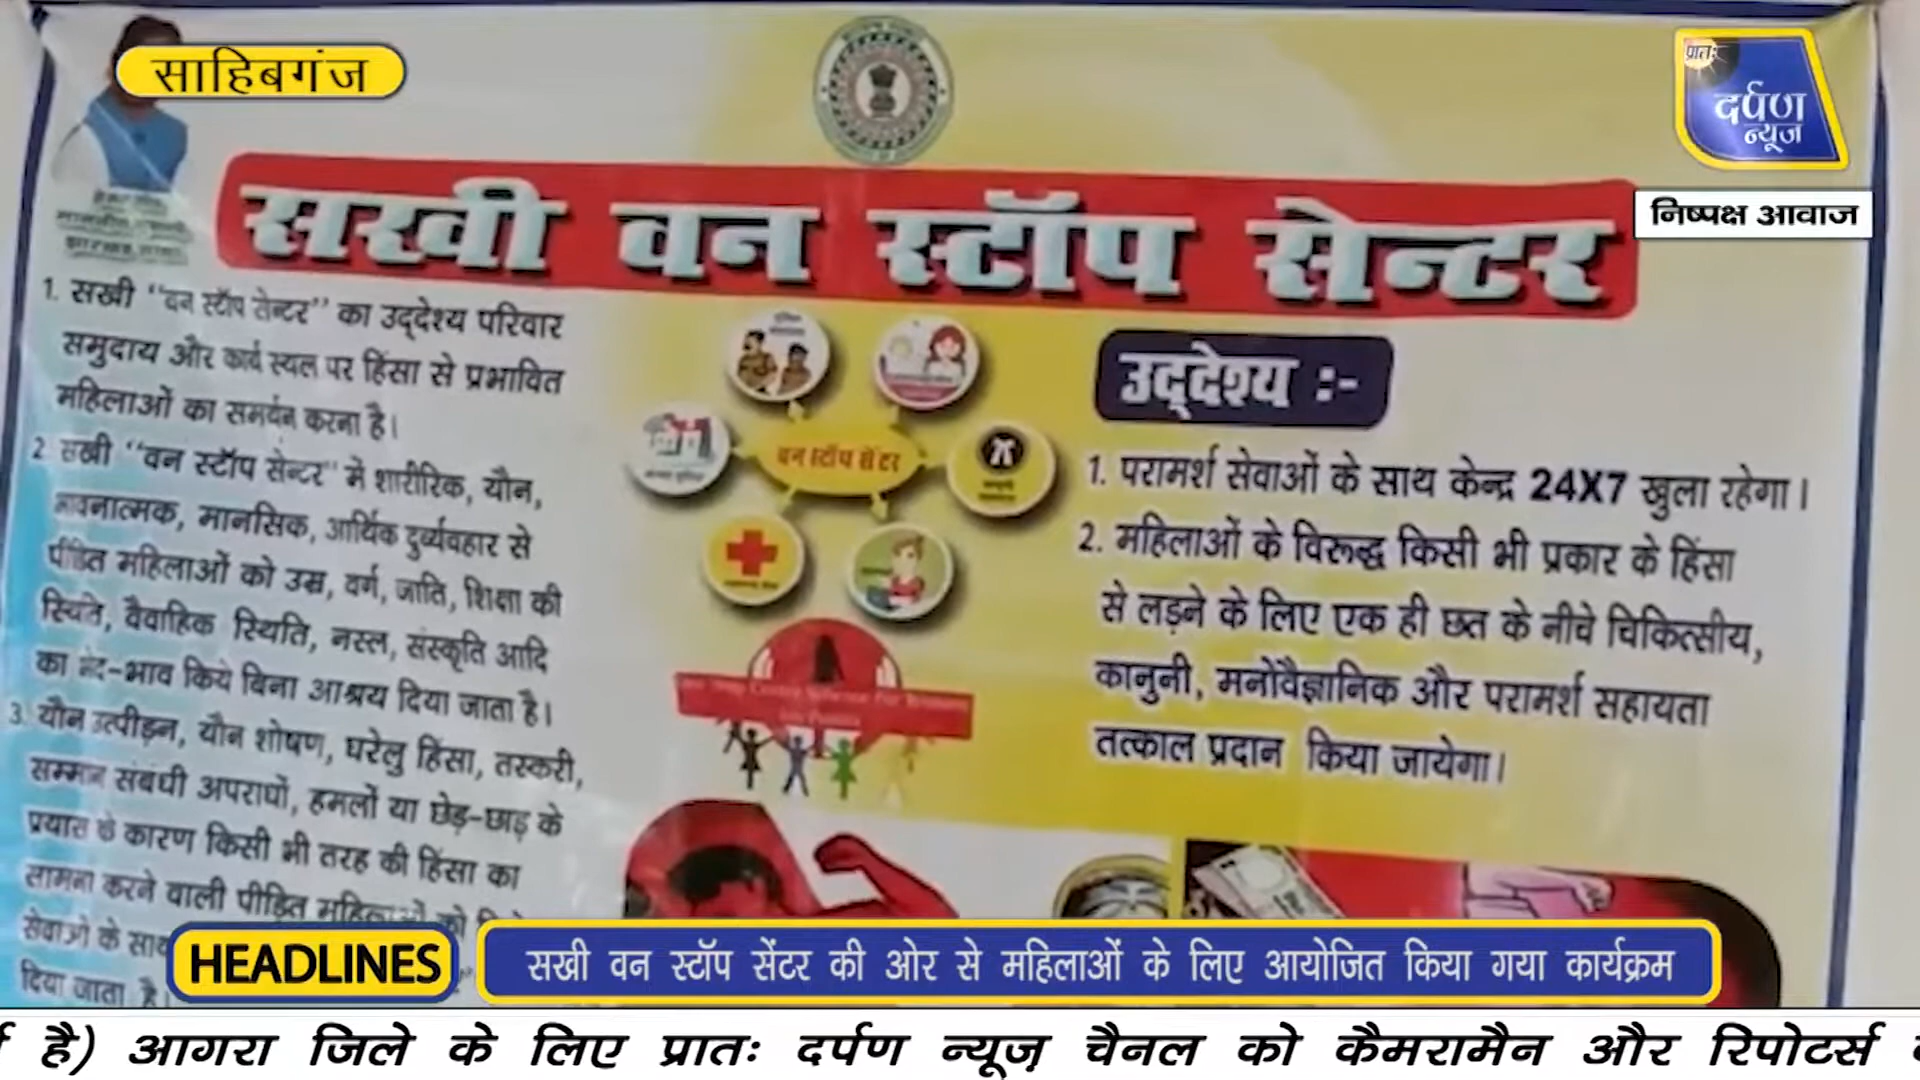 साहिबगंज
प्रातः
दर्पण
न्यूज
निष्पक्ष आवाज
सखी वन स्टॉप सेन्टर
1. सखी "वन स्टॉप सेन्टर" का उद्देश्य परिवार
समुदाय और कार्य स्थल पर हिंसा से प्रभावित
महिलाओं का समर्थन करना है।
2. सखी "वन स्टॉप सेन्टर" में शारीरिक, यौन,
भावनात्मक, मानसिक, आर्थिक दुर्व्यवहार से
पीडित महिलाओं को उम्र, वर्ग, जाति, शिक्षा की
स्थिति, वैवाहिक स्थिति, नस्ल, संस्कृति आदि
का भेद-भाव किये बिना आश्रय दिया जाता है।
3. यौन उत्पीड़न, यौन शोषण, घरेलु हिंसा, तस्करी,
सम्मान संबंधी अपराधों, हमलों या छेड़-छाड़ के
प्रयास के कारण किसी भी तरह की हिंसा का
सामना करने वाली पीड़ित महिलाओं को
सेवाओ के साथ
दिया जाता है।
वन स्टॉप सेंटर
उद्देश्य :-
1. परामर्श सेवाओं के साथ केन्द्र 24X7 खुला रहेगा।
2. महिलाओं के विरूद्ध किसी भी प्रकार के हिंसा
से लड़ने के लिए एक ही छत के नीचे चिकित्सीय,
कानुनी, मनोवैज्ञानिक और परामर्श सहायता
तत्काल प्रदान किया जायेगा।
HEADLINES
सखी वन स्टॉप सेंटर की ओर से महिलाओं के लिए आयोजित किया गया कार्यक्रम
है) आगरा जिले के लिए प्रातः दर्पण न्यूज़ चैनल को कैमरामैन और रिपोटर्स